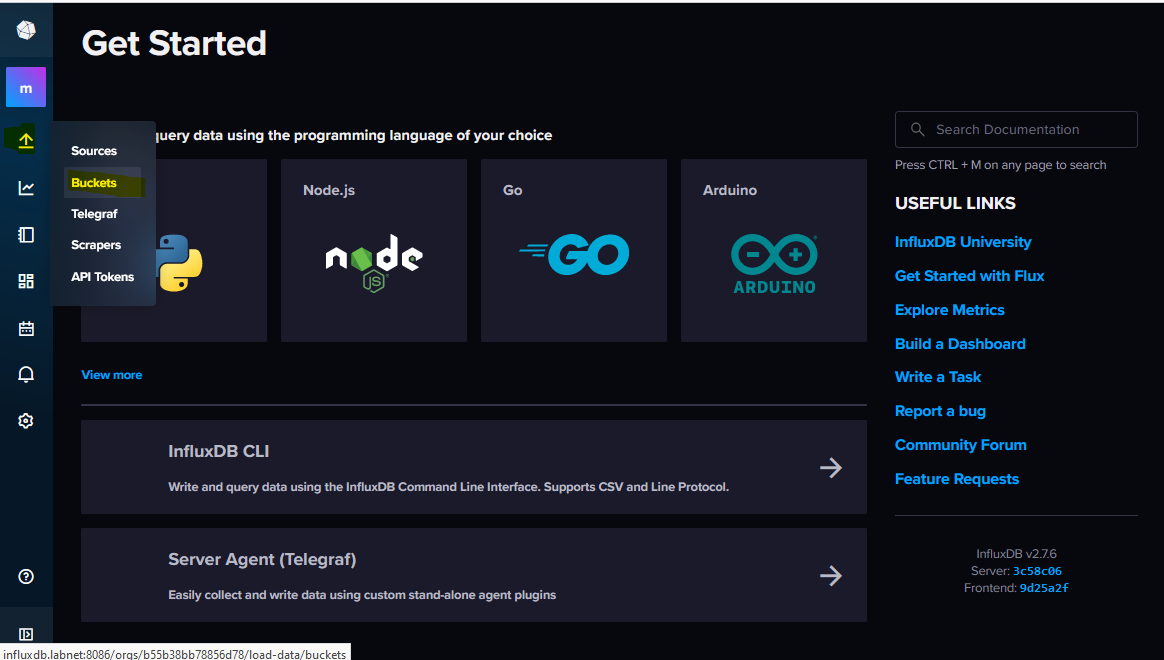 Get Started
m
Sources
Buckets
Telegraf
Scrapers
API Tokens
query data using the programming language of your choice
Node.js
Go
Arduino
node
JS
GO
ARDUINO
View more
InfluxDB CLI
Write and query data using the InfluxDB Command Line Interface. Supports CSV and Line Protocol.
Server Agent (Telegraf)
Easily collect and write data using custom stand-alone agent plugins
Search Documentation
Press CTRL + M on any page to search
USEFUL LINKS
InfluxDB University
Get Started with Flux
Explore Metrics
Build a Dashboard
Write a Task
Report a bug
Community Forum
Feature Requests
InfluxDB v2.7.6
Server: 3c58c06
Frontend: 9d25a2f
influxdb.labnet:8086/orgs/b55b38bb78856d78/load-data/buckets